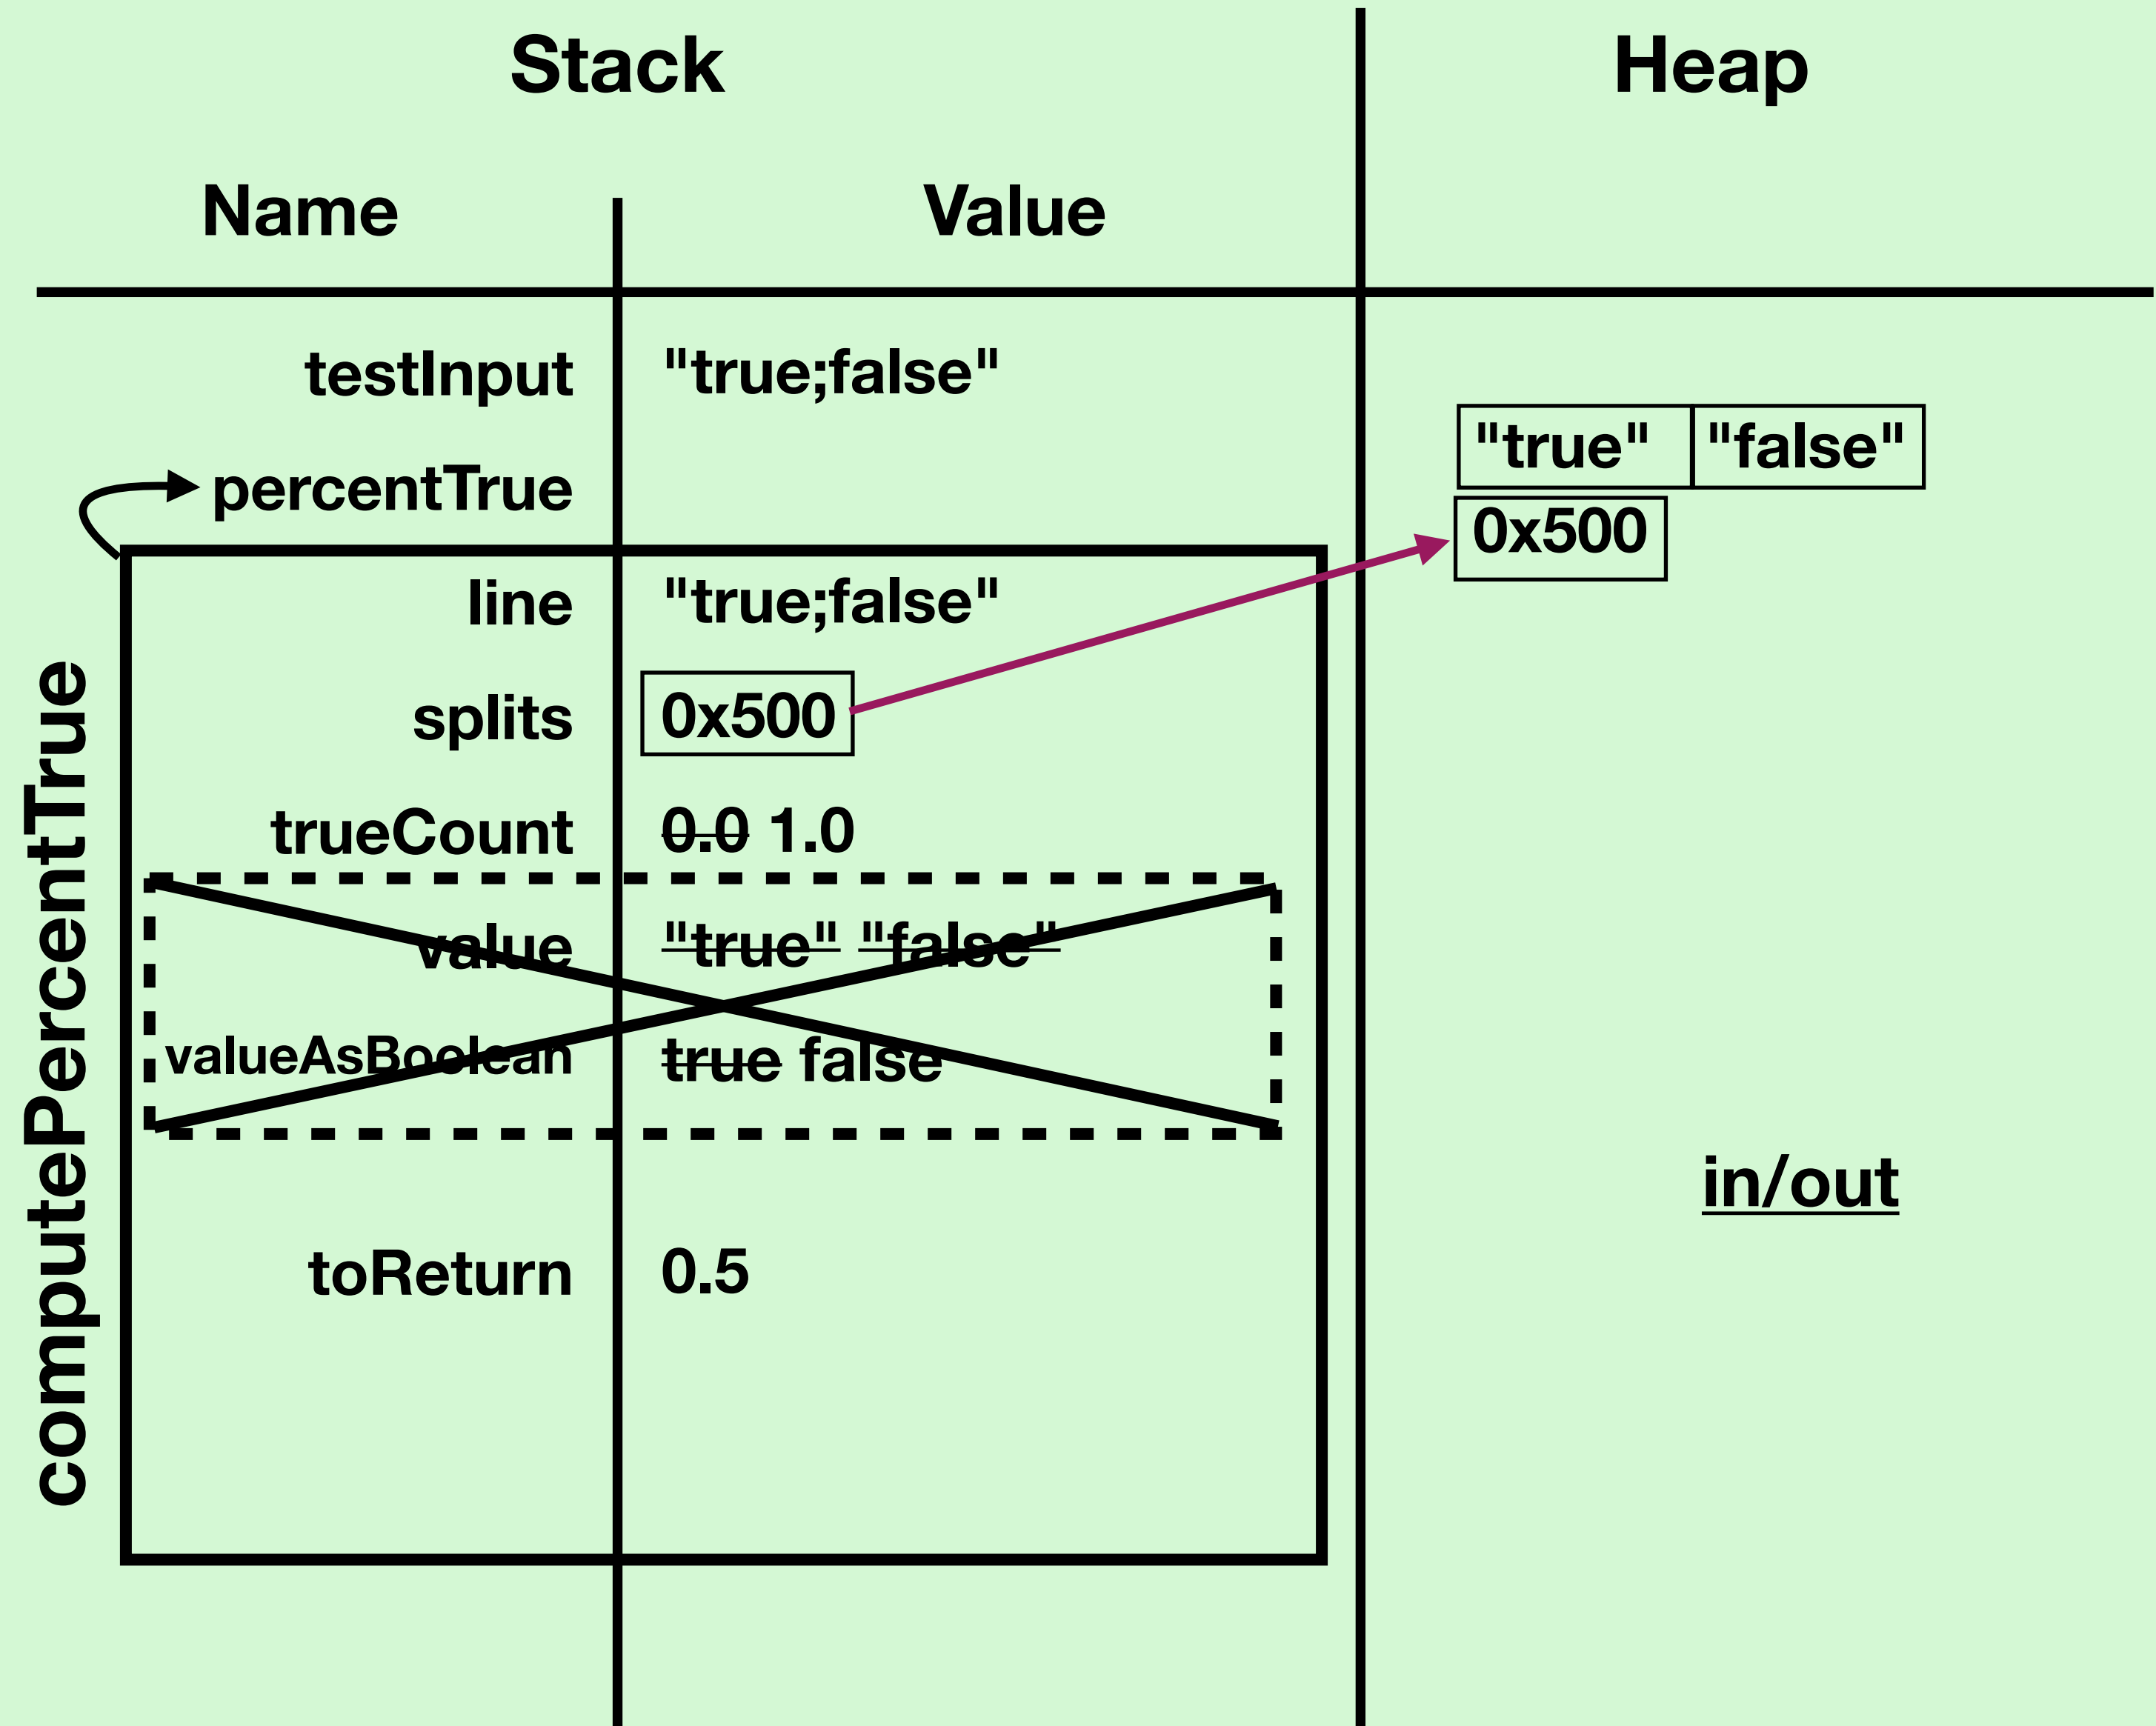 Stack Heap
Name Value
testInput "true;false"
"true" "false"
percentTrue
0x500
line "true;false"
splits 0x500
trueCount 0.0 1.0
value "true" "false"
valueAsBoolean true false
in/out
toReturn 0.5
computePercentTrue